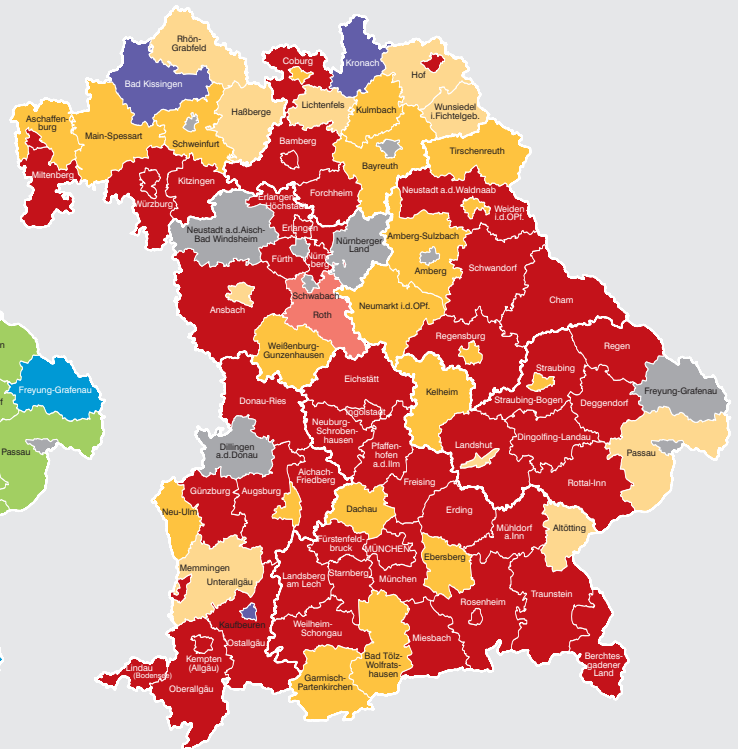 Rhön-
Grabfeld
Bad Kissingen
Coburg
Kronach
Hof
Aschaffen-
burg
Main-Spessart
Schweinfurt
Haßberge
Lichtenfels
Kulmbach
Wunsiedel
i.Fichtelgeb.
Miltenberg
Würzburg
Kitzingen
Bamberg
Bayreuth
Tirschenreuth
Forchheim
Erlangen-
Höchstadt
Erlangen
Neustadt a.d.Waldnaab
Weiden
i.d.OPf.
Neustadt a.d.Aisch-
Bad Windsheim
Fürth
Nürn-
berg
Nürnberger
Land
Amberg-Sulzbach
Amberg
Schwandorf
Ansbach
Schwabach
Roth
Neumarkt i.d.OPf.
Cham
Weißenburg-
Gunzenhausen
Regensburg
Regen
Eichstätt
Kelheim
Straubing
Straubing-Bogen
Deggendorf
Freyung-Grafenau
Freyung-Grafenau
Donau-Ries
Ingolstadt
Neuburg-
Schroben-
hausen
Pfaffen-
hofen
a.d.Ilm
Landshut
Dingolfing-Landau
Passau
Passau
Dillingen
a.d.Donau
Aichach-
Friedberg
Freising
Rottal-Inn
Günzburg
Augsburg
Neu-Ulm
Dachau
Erding
Mühldorf
a.Inn
Altötting
Fürstenfeld-
bruck
MÜNCHEN
Ebersberg
Memmingen
Unterallgäu
Landsberg
am Lech
Starnberg
München
Rosenheim
Traunstein
Kaufbeuren
Ostallgäu
Weilheim-
Schongau
Miesbach
Bad Tölz-
Wolfrats-
hausen
Berchtes-
gadener
Land
Lindau
(Bodensee)
Kempten
(Allgäu)
Oberallgäu
Garmisch-
Partenkirchen